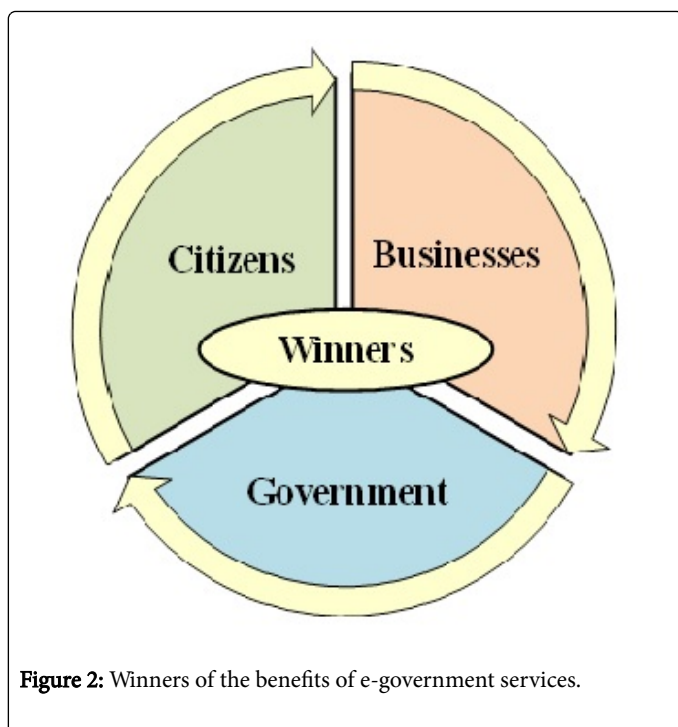 Citizens
Businesses
Winners
Government
Figure 2: Winners of the benefits of e-government services.